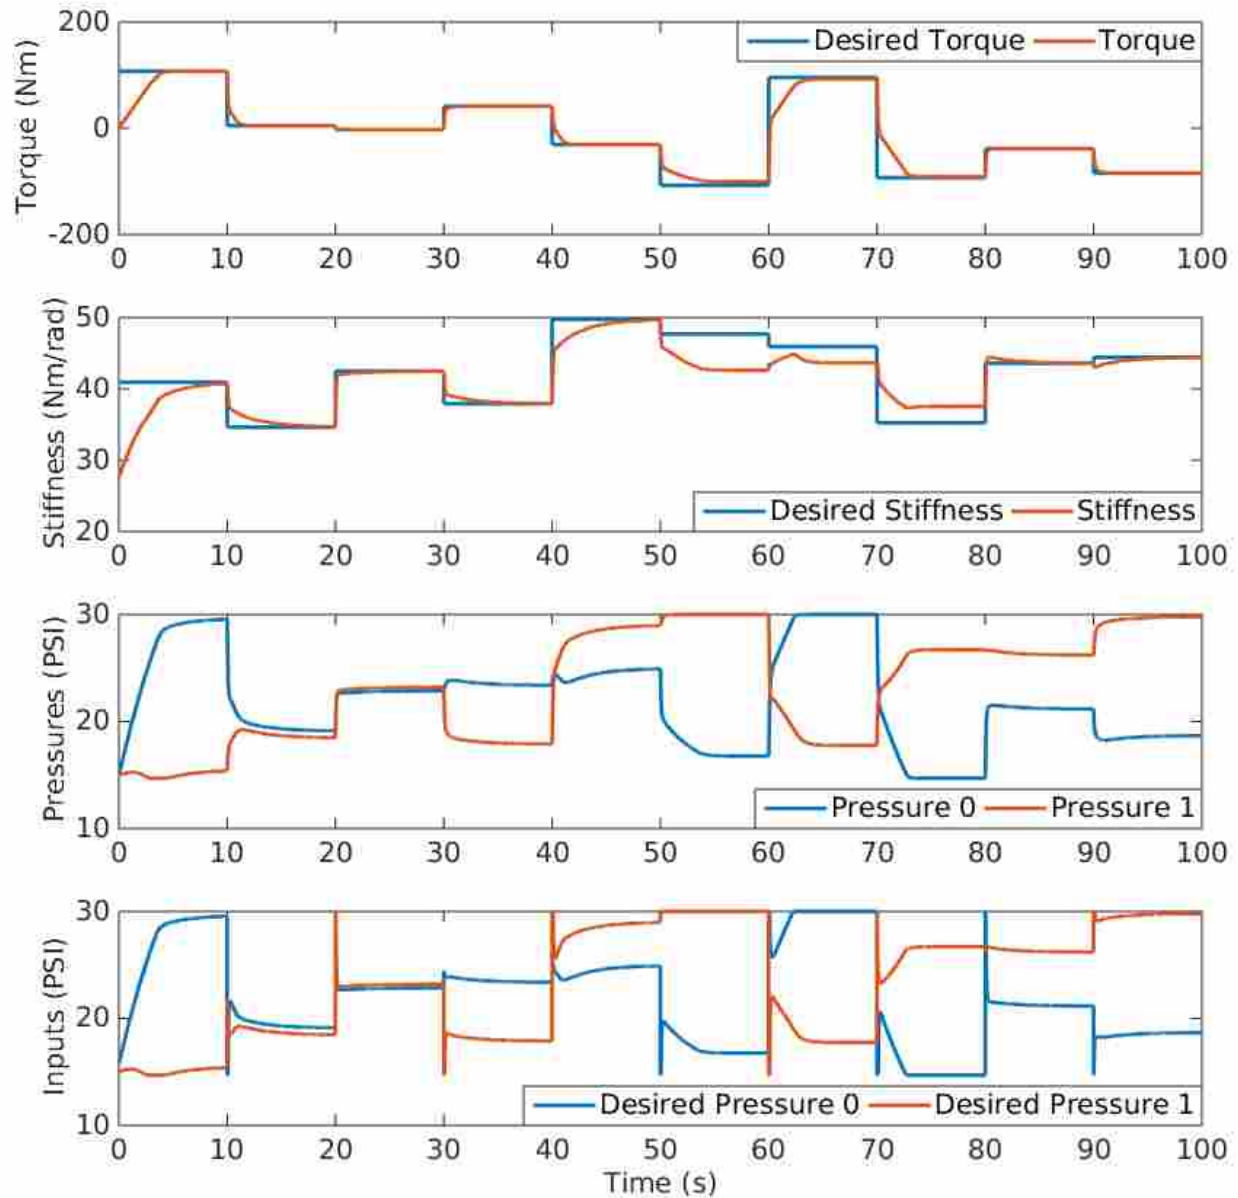 200
Desired Torque Torque
Torque (Nm)
0
-200
0 10 20 30 40 50 60 70 80 90 100
50
Stiffness (Nm/rad)
40
30
Desired Stiffness Stiffness
20
0 10 20 30 40 50 60 70 80 90 100
30
Pressures (PSI)
20
Pressure 0 Pressure 1
10
0 10 20 30 40 50 60 70 80 90 100
30
Inputs (PSI)
20
Desired Pressure 0 Desired Pressure 1
10
0 10 20 30 40 50 60 70 80 90 100
Time (s)